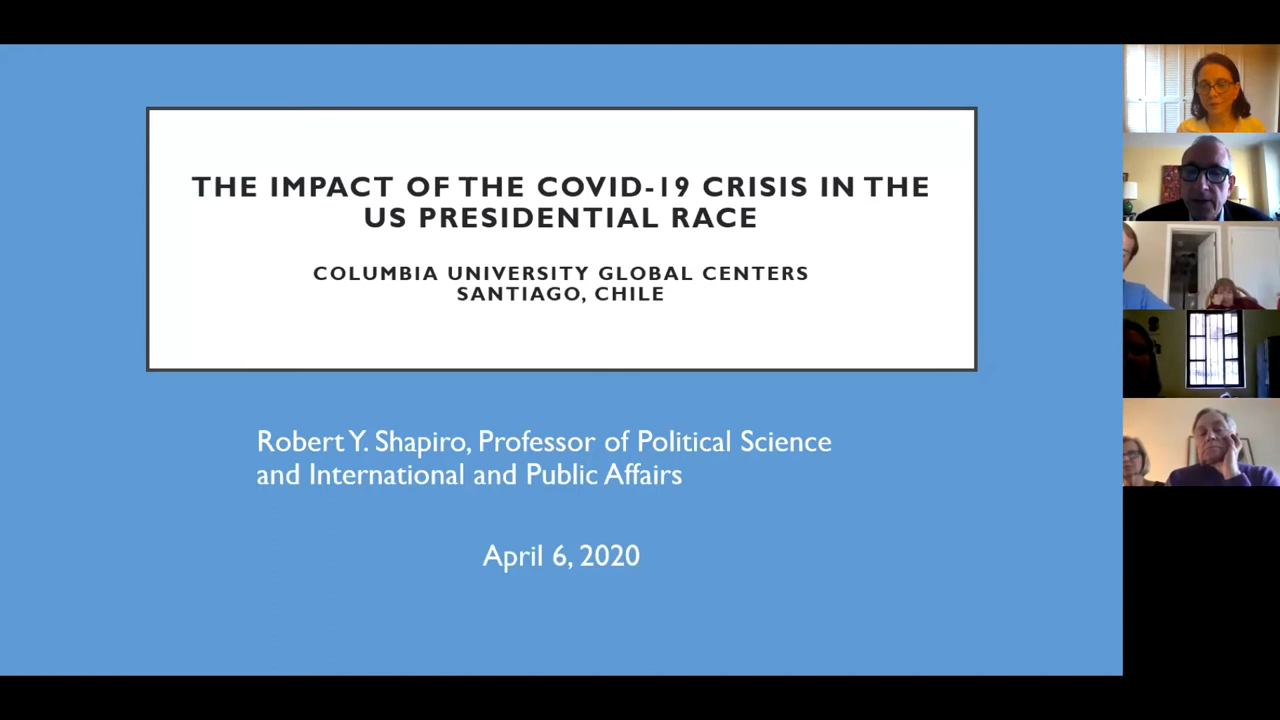 THE IMPACT OF THE COVID-19 CRISIS IN THE
US PRESIDENTIAL RACE
COLUMBIA UNIVERSITY GLOBAL CENTERS
SANTIAGO, CHILE
Robert Y. Shapiro, Professor of Political Science
and International and Public Affairs
April 6, 2020